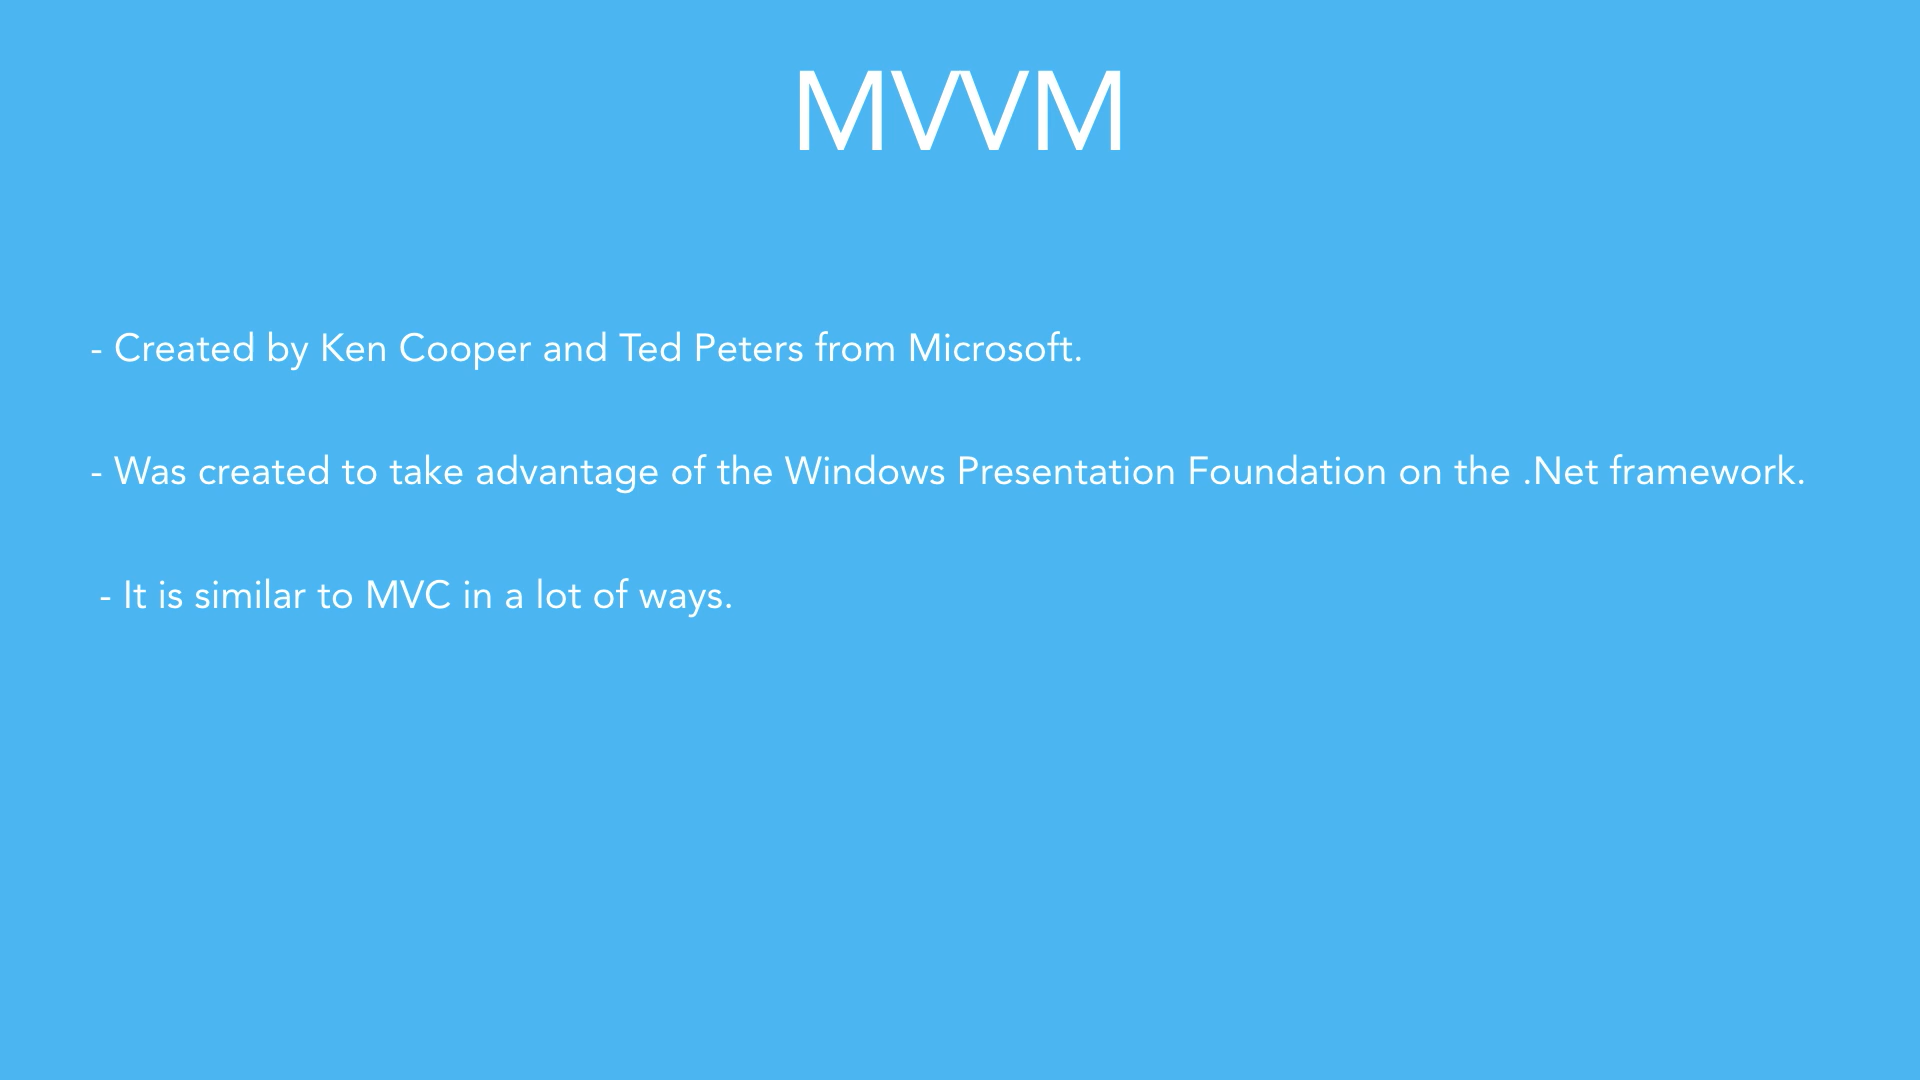 MVVM
- Created by Ken Cooper and Ted Peters from Microsoft.
- Was created to take advantage of the Windows Presentation Foundation on the .Net framework.
- It is similar to MVC in a lot of ways.